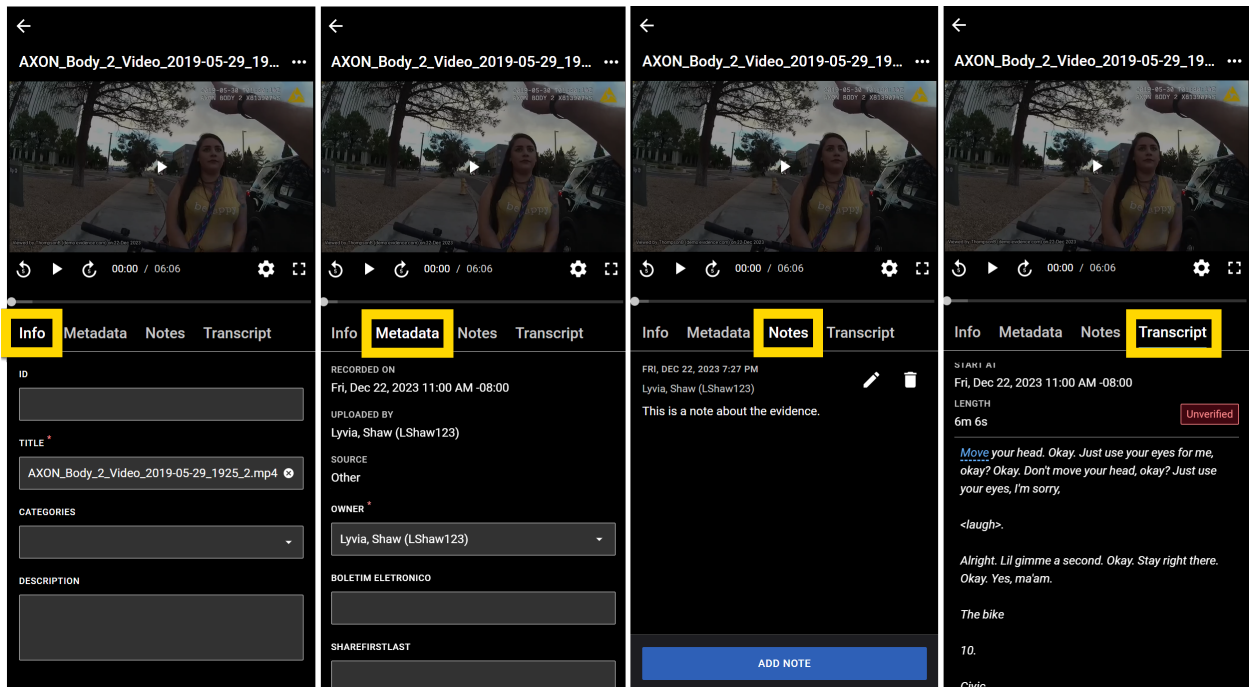 AXON_Body_2_Video_2019-05-29_19... ...
00:00 / 06:06
Info Metadata Notes Transcript
ID
TITLE *
AXON_Body_2_Video_2019-05-29_1925_2.mp4
CATEGORIES
DESCRIPTION
AXON_Body_2_Video_2019-05-29_19... ...
00:00 / 06:06
Info Metadata Notes Transcript
RECORDED ON
Fri, Dec 22, 2023 11:00 AM -08:00
UPLOADED BY
Lyvia, Shaw (LShaw123)
SOURCE
Other
OWNER *
Lyvia, Shaw (LShaw123)
BOLETIM ELETRONICO
SHAREFIRSTLAST
AXON_Body_2_Video_2019-05-29_19... ...
00:00 / 06:06
Info Metadata Notes Transcript
FRI, DEC 22, 2023 7:27 PM
Lyvia, Shaw (LShaw123)
This is a note about the evidence.
ADD NOTE
AXON_Body_2_Video_2019-05-29_19... ...
00:00 / 06:06
Info Metadata Notes Transcript
START AT
Fri, Dec 22, 2023 11:00 AM -08:00
LENGTH
6m 6s
Unverified
Move your head. Okay. Just use your eyes for me,
okay? Okay. Don't move your head, okay? Just use
your eyes, I'm sorry,
<laugh>.
Alright. Lil gimme a second. Okay. Stay right there.
Okay. Yes, ma'am.
The bike
10.
Civic